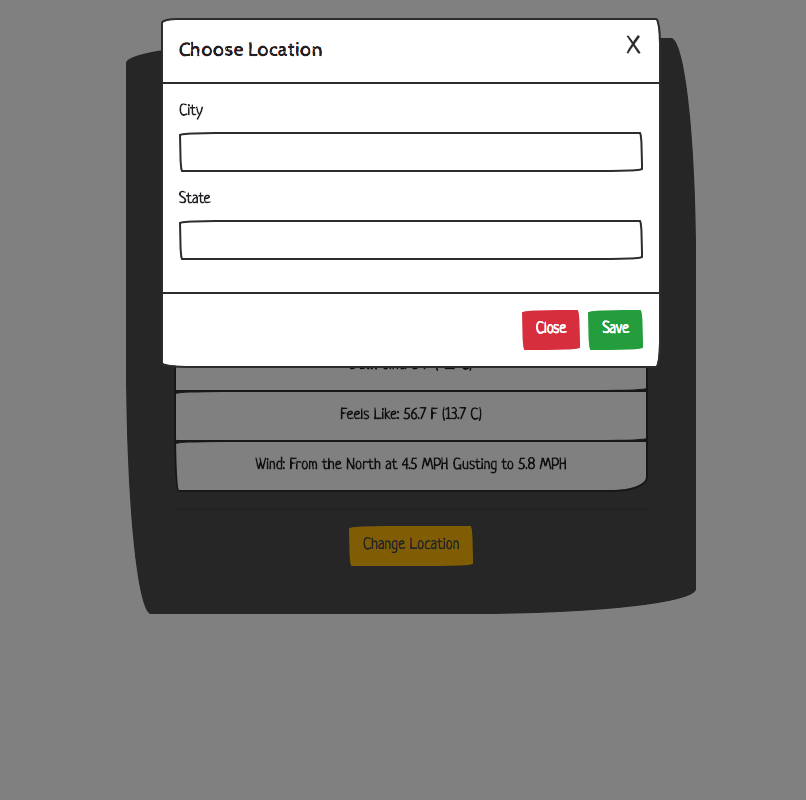 Choose Location
X
City
State
Close Save
Feels Like: 56.7 F (13.7 C)
Wind: From the North at 4.5 MPH Gusting to 5.8 MPH
Change Location